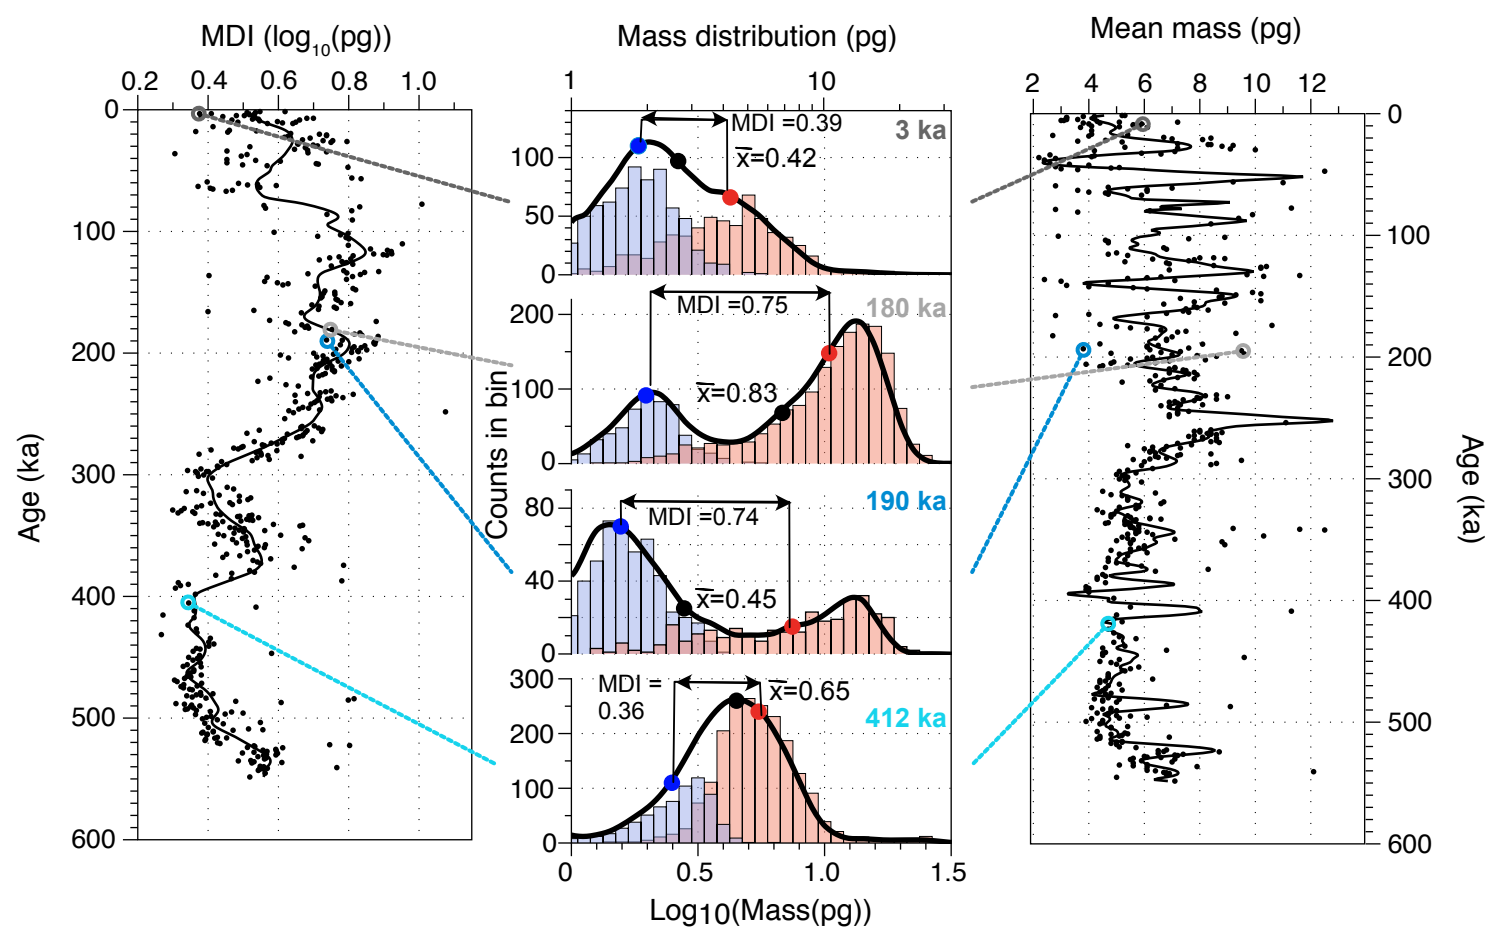 MDI (log10(pg))
0.2 0.4 0.6 0.8 1.0
0
100
200
300
400
500
600
Age (ka)
Mass distribution (pg)
1 10
MDI =0.39
3 ka
x=0.42
100
50
0
MDI =0.75
180 ka
x=0.83
200
100
0
190 ka
MDI =0.74
x=0.45
80
40
0
MDI =
0.36
x=0.65
412 ka
300
200
100
0
Counts in bin
0 0.5 1.0 1.5
Log10(Mass(pg))
Mean mass (pg)
2 4 6 8 10 12
0
100
200
300
400
500
600
Age (ka)